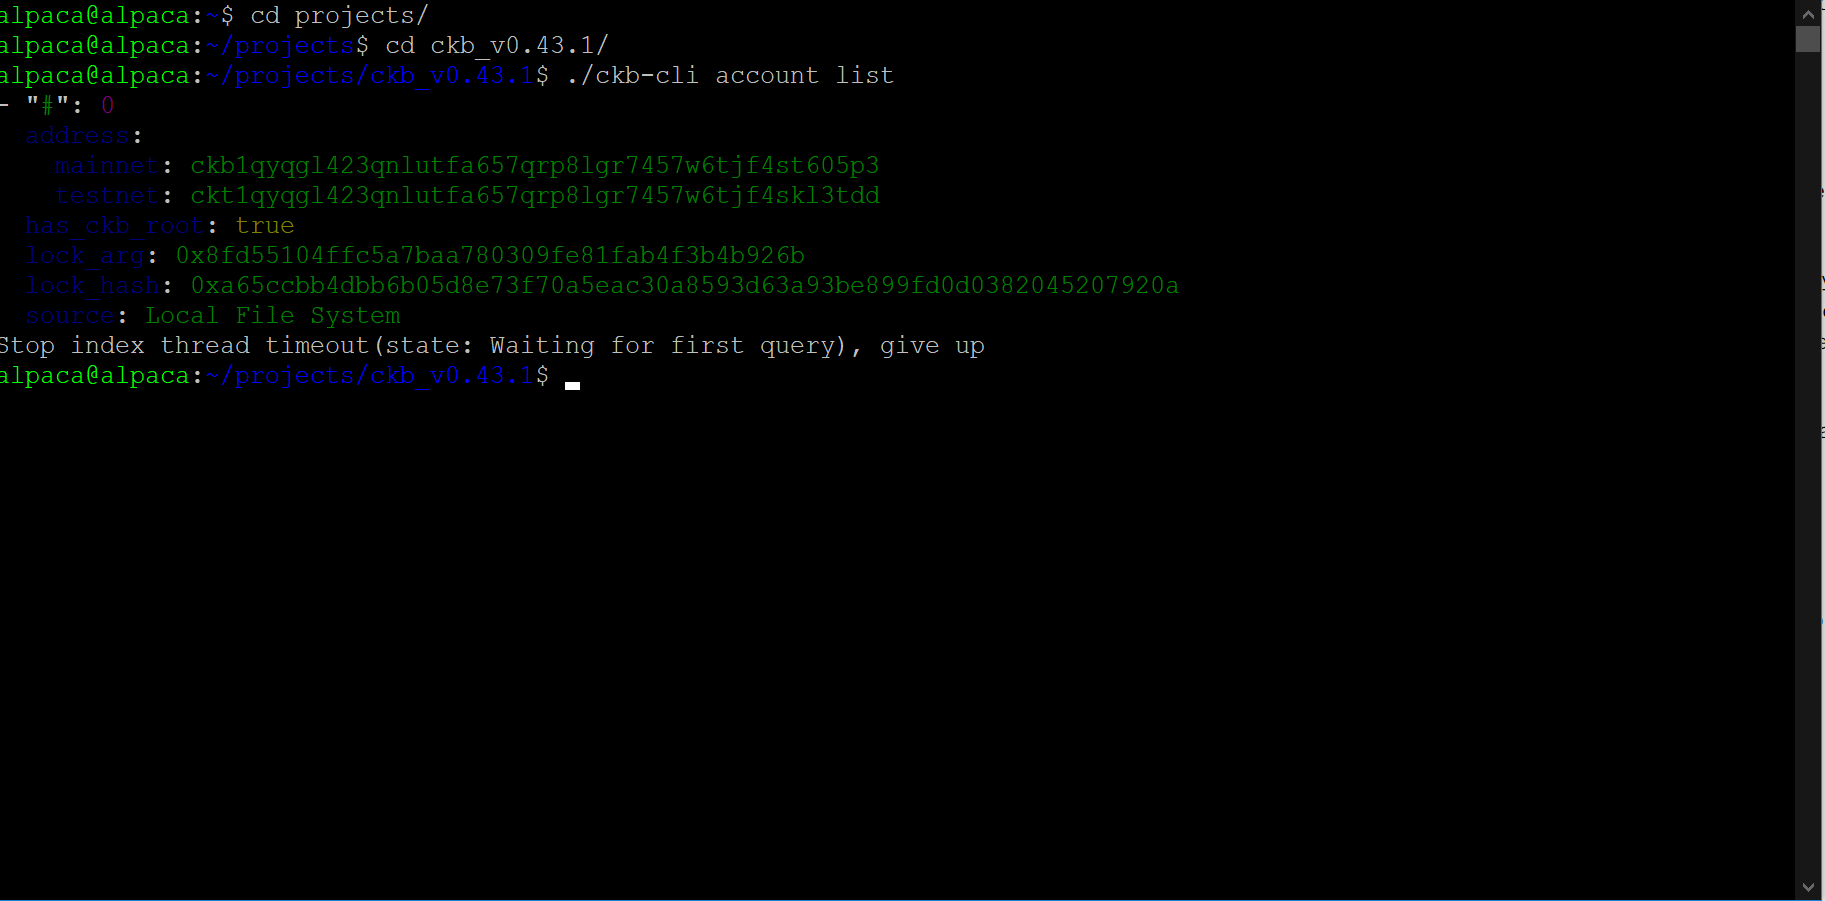 alpaca@alpaca:~$ cd projects/
alpaca@alpaca:~/projects$ cd ckb_v0.43.1/
alpaca@alpaca:~/projects/ckb_v0.43.1$ ./ckb-cli account list
- "#": 0
  address:
    mainnet: ckb1qyqgl423qnlutfa657qrp8lgr7457w6tjf4st605p3
    testnet: ckt1qyqgl423qnlutfa657qrp8lgr7457w6tjf4skl3tdd
  has_ckb_root: true
  lock_arg: 0x8fd55104ffc5a7baa780309fe81fab4f3b4b926b
  lock_hash: 0xa65ccbb4dbb6b05d8e73f70a5eac30a8593d63a93be899fd0d0382045207920a
  source: Local File System
Stop index thread timeout(state: Waiting for first query), give up
alpaca@alpaca:~/projects/ckb_v0.43.1$